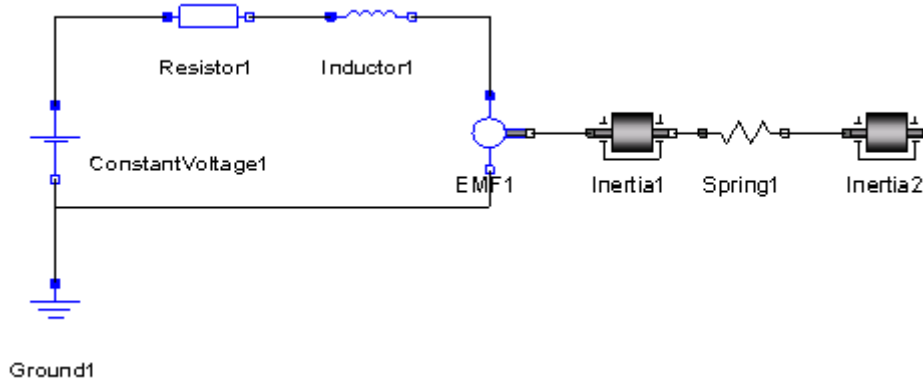 Resistor1
Inductor1
ConstantVoltage1
EMF1
Inertia1
Spring1
Inertia2
Ground1